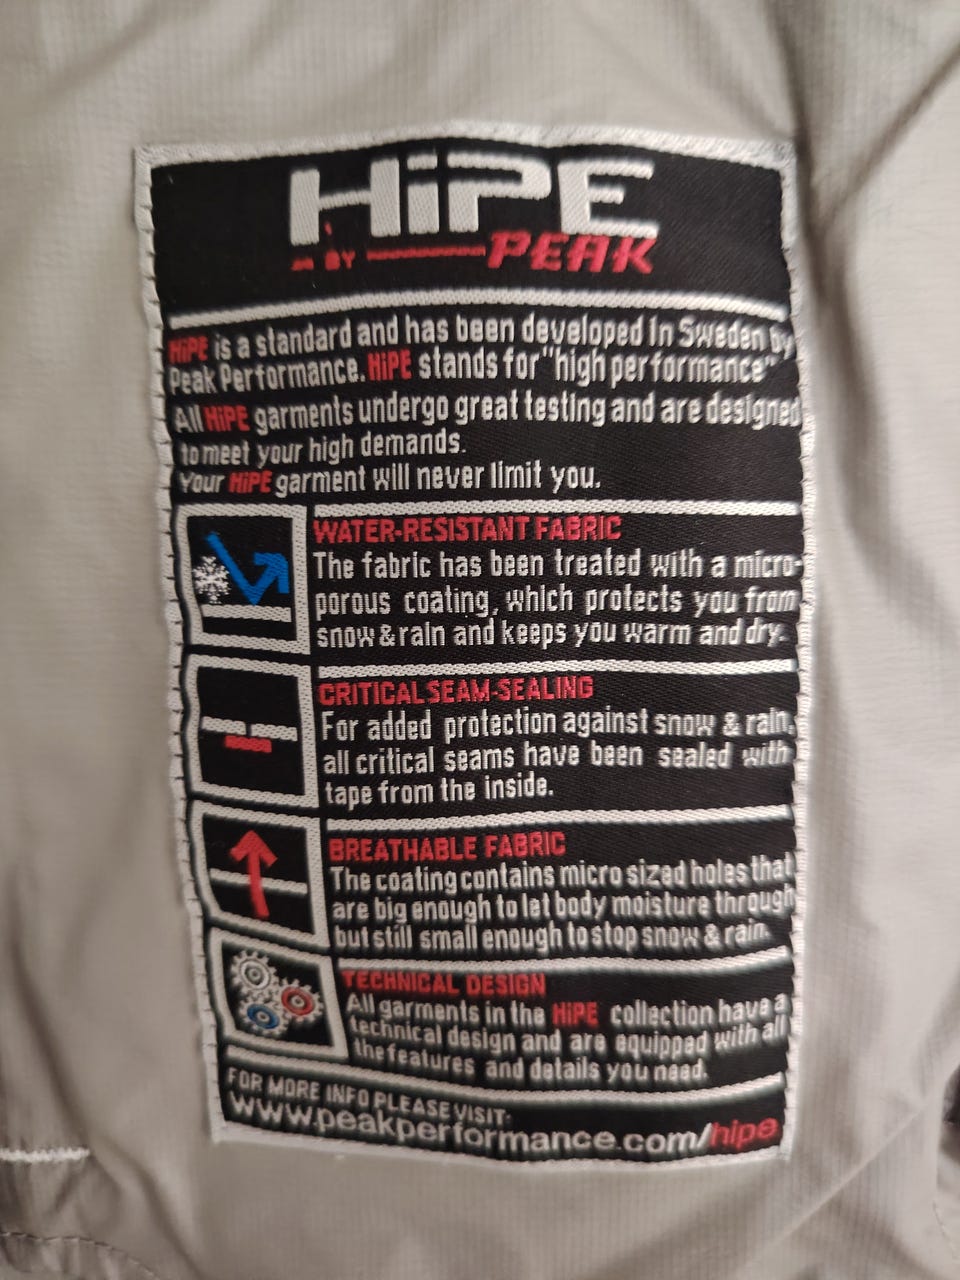 HiPE
BY PEAK
HiPE is a standard and has been developed in Sweden by
Peak Performance. HiPE stands for "high performance"
All HiPE garments undergo great testing and are designed
to meet your high demands.
Your HiPE garment will never limit you.
WATER-RESISTANT FABRIC
The fabric has been treated with a micro-
porous coating, which protects you from
snow & rain and keeps you warm and dry.
CRITICAL SEAM-SEALING
For added protection against snow & rain,
all critical seams have been sealed with
tape from the inside.
BREATHABLE FABRIC
The coating contains micro sized holes that
are big enough to let body moisture through
but still small enough to stop snow & rain.
TECHNICAL DESIGN
All garments in the HiPE collection have a
technical design and are equipped with all
the features and details you need.
FOR MORE INFO PLEASE VISIT:
www.peakperformance.com/hipe